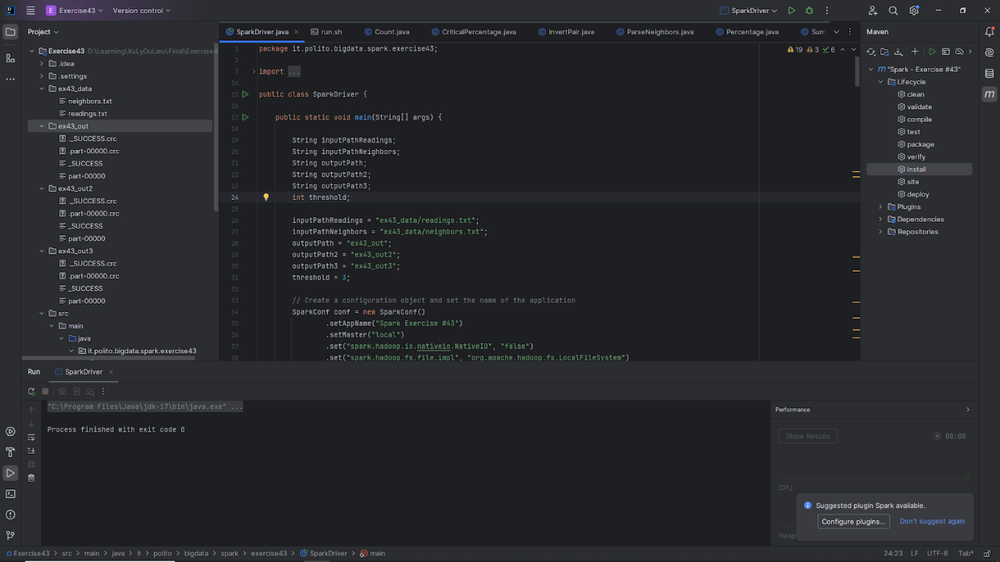 E Exercise43 Version control SparkDriver
Project
Exercise43 D:\Learning\XuLyDuLieu\Final\Exercise4
.idea
.settings
ex43_data
neighbors.txt
readings.txt
ex43_out
._SUCCESS.crc
.part-00000.crc
_SUCCESS
part-00000
ex43_out2
._SUCCESS.crc
.part-00000.crc
_SUCCESS
part-00000
ex43_out3
._SUCCESS.crc
.part-00000.crc
_SUCCESS
part-00000
src
main
java
it.polito.bigdata.spark.exercise43
SparkDriver.java run.sh Count.java CriticalPercentage.java InvertPair.java ParseNeighbors.java Percentage.java Sum
19 3 6
1 package it.polito.bigdata.spark.exercise43;
2
3 import ...
14
15 public class SparkDriver {
16
17 public static void main(String[] args) {
18
19 String inputPathReadings;
20 String inputPathNeighbors;
21 String outputPath;
22 String outputPath2;
23 String outputPath3;
24 int threshold;
26 inputPathReadings = "ex43_data/readings.txt";
27 inputPathNeighbors = "ex43_data/neighbors.txt";
28 outputPath = "ex43_out";
29 outputPath2 = "ex43_out2";
30 outputPath3 = "ex43_out3";
31 threshold = 3;
32
33 // Create a configuration object and set the name of the application
34 SparkConf conf = new SparkConf()
35 .setAppName("Spark Exercise #43")
36 .setMaster("local")
37 .set("spark.hadoop.io.nativeio.NativeIO", "false")
38 .set("spark.hadoop.fs.file.impl", "org.apache.hadoop.fs.LocalFileSystem")
Maven
m "Spark - Exercise #43"
Lifecycle
clean
validate
compile
test
package
verify
install
site
deploy
Plugins
Dependencies
Repositories
m
Run SparkDriver
"C:\Program Files\Java\jdk-17\bin\java.exe" ...
Process finished with exit code 0
Performance
Show Results 00:00
CPU
Heap
Suggested plugin Spark available.
Configure plugins... Don't suggest again
Exercise43 src main java it polito bigdata spark exercise43 SparkDriver main
24:23 LF UTF-8 Tab*